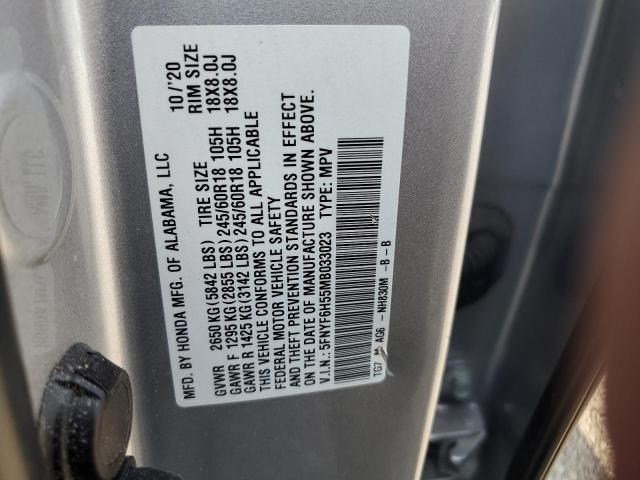 MFD. BY HONDA MFG. OF ALABAMA, LLC 10/'20
GVWR 2650 KG (5842 LBS) TIRE SIZE RIM SIZE
GAWR F 1295 KG (2855 LBS) 245/60R18 105H 18X8.0J
GAWR R 1425 KG (3142 LBS) 245/60R18 105H 18X8.0J
THIS VEHICLE CONFORMS TO ALL APPLICABLE
FEDERAL MOTOR VEHICLE SAFETY
AND THEFT PREVENTION STANDARDS IN EFFECT
ON THE DATE OF MANUFACTURE SHOWN ABOVE.
V.I.N.: 5FNYF6H55MB033023 TYPE: MPV
TG7 AG6 - NH830M -B - B